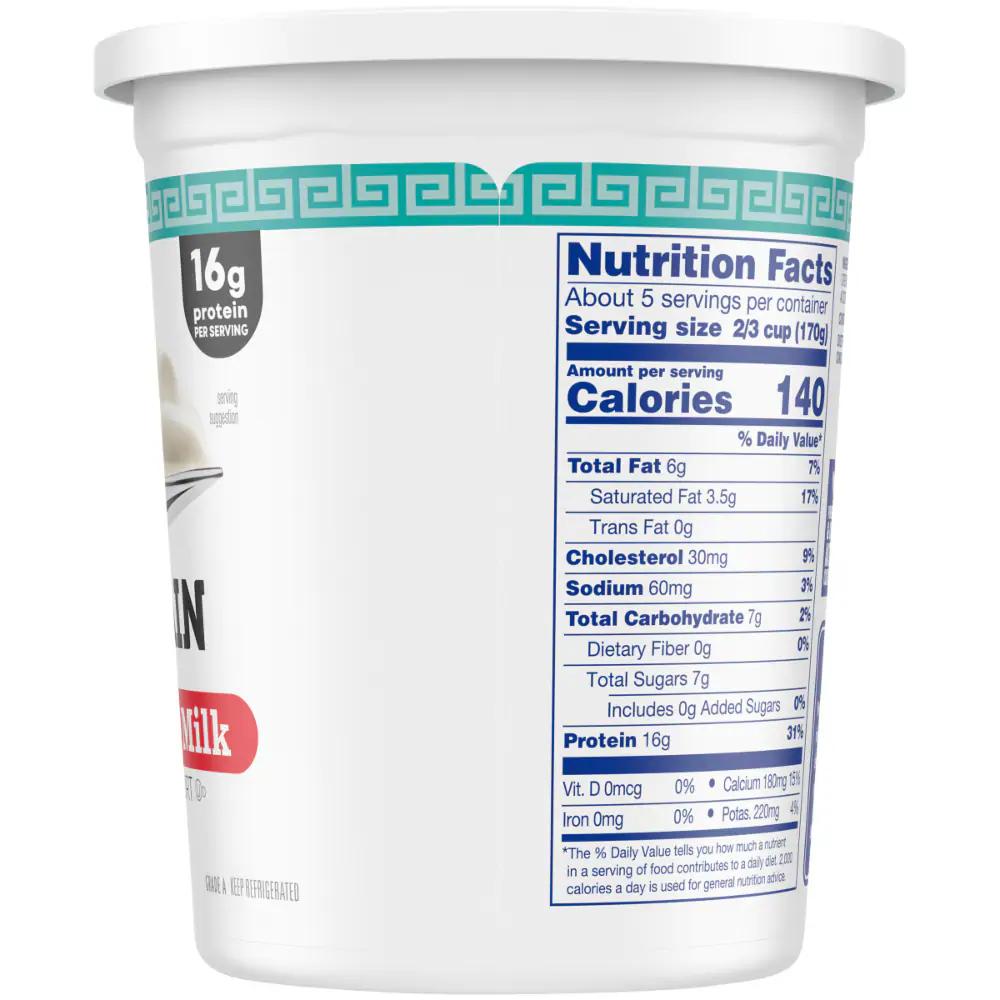 16g
protein
PER SERVING
serving
suggestion
IN
Milk
RT
GRADE A KEEP REFRIGERATED
Nutrition Facts
About 5 servings per container
Serving size 2/3 cup (170g)
Amount per serving
Calories 140
% Daily Value*
Total Fat 6g 7%
Saturated Fat 3.5g 17%
Trans Fat 0g
Cholesterol 30mg 9%
Sodium 60mg 3%
Total Carbohydrate 7g 2%
Dietary Fiber 0g 0%
Total Sugars 7g
Includes 0g Added Sugars 0%
Protein 16g 31%
Vit. D 0mcg 0% • Calcium 180mg 15%
Iron 0mg 0% • Potas. 220mg 4%
*The % Daily Value tells you how much a nutrient
in a serving of food contributes to a daily diet. 2,000
calories a day is used for general nutrition advice.